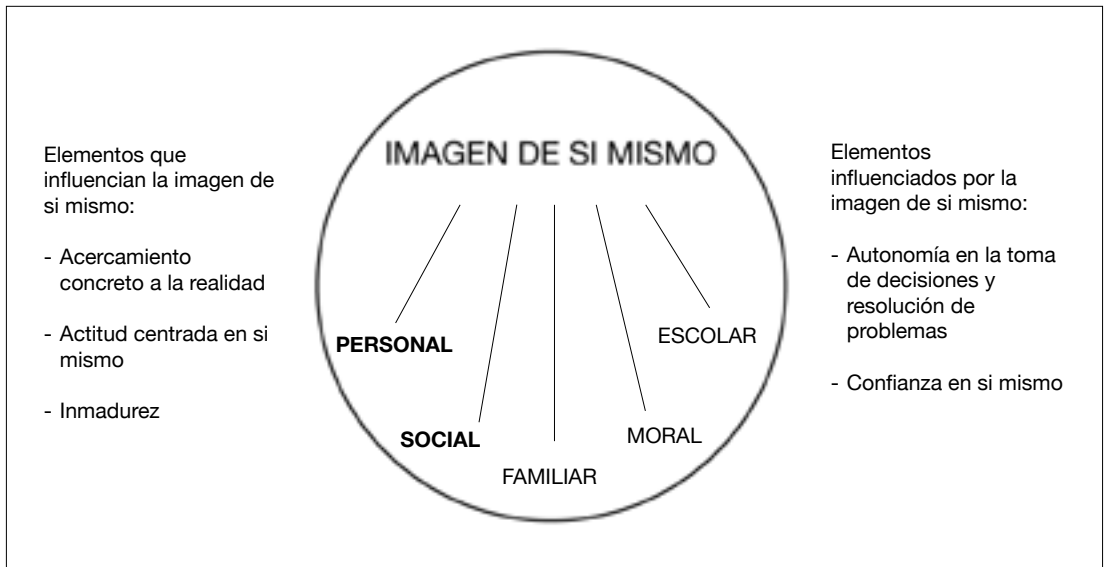 Elementos que
influencian la imagen de
si mismo:
- Acercamiento
concreto a la realidad
- Actitud centrada en si
mismo
- Inmadurez
IMAGEN DE SI MISMO
PERSONAL
SOCIAL
FAMILIAR
MORAL
ESCOLAR
Elementos
influenciados por la
imagen de si mismo:
- Autonomía en la toma
de decisiones y
resolución de
problemas
- Confianza en si mismo